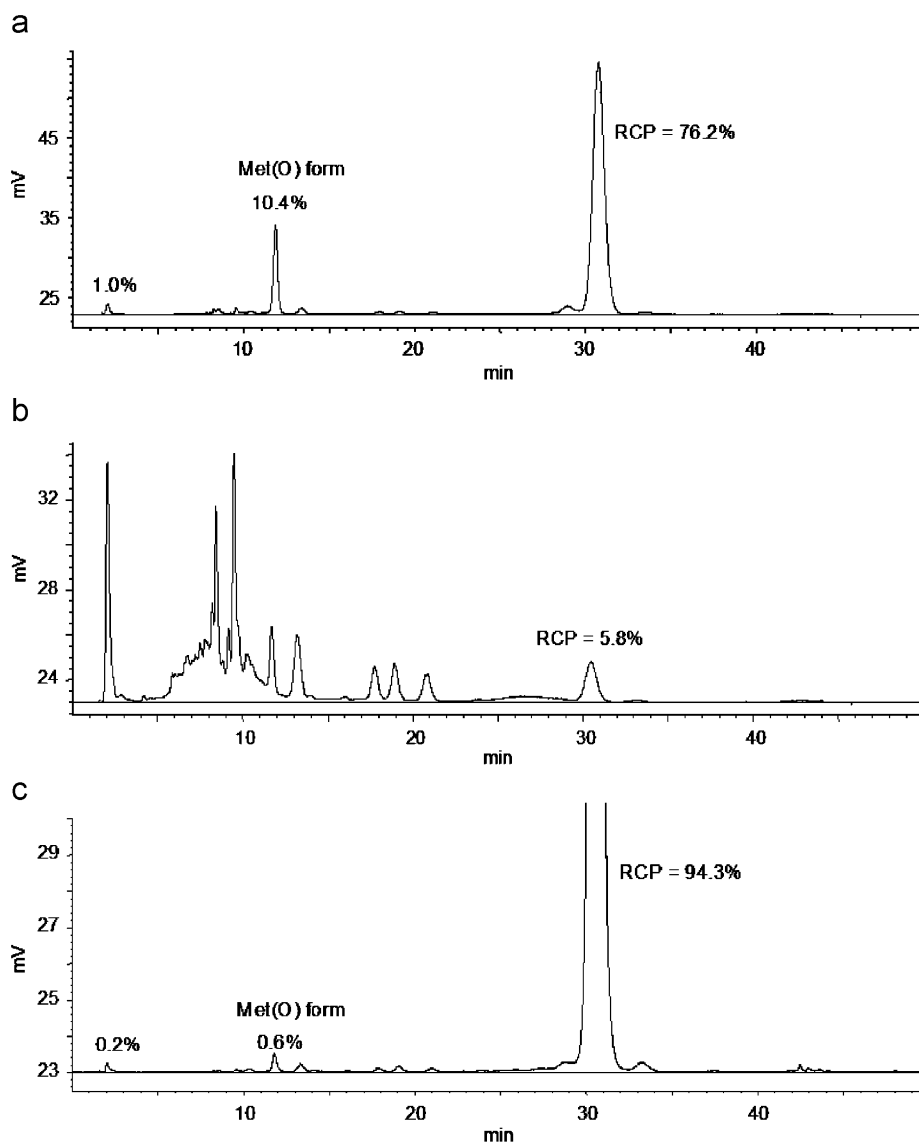 a
45
35
25
mV
RCP = 76.2%
Met(O) form
10.4%
1.0%
10
20
30
40
min
b
32
28
24
mV
RCP = 5.8%
10
20
30
40
min
c
29
27
25
23
mV
RCP = 94.3%
Met(O) form
0.6%
0.2%
10
20
30
40
min